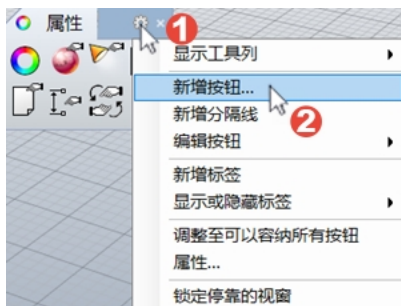 属性
1
显示工具列
新增按钮...
2
新增分隔线
编辑按钮
新增标签
显示或隐藏标签
调整至可以容纳所有按钮
属性...
锁定停靠的视窗